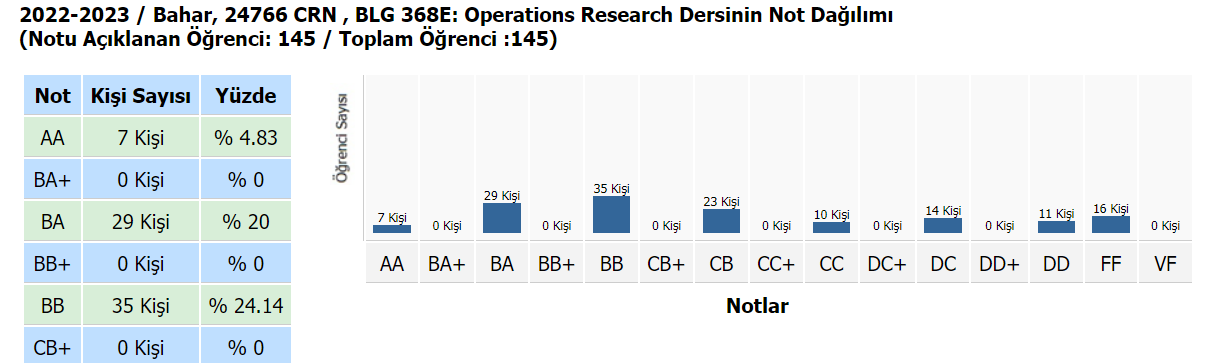 2022-2023 / Bahar, 24766 CRN , BLG 368E: Operations Research Dersinin Not Dağılımı
(Notu Açıklanan Öğrenci: 145 / Toplam Öğrenci :145)
Not Kişi Sayısı Yüzde
AA 7 Kişi % 4.83
BA+ 0 Kişi % 0
BA 29 Kişi % 20
BB+ 0 Kişi % 0
BB 35 Kişi % 24.14
CB+ 0 Kişi % 0
Öğrenci Sayısı
7 Kişi 0 Kişi 29 Kişi 0 Kişi 35 Kişi 0 Kişi 23 Kişi 0 Kişi 10 Kişi 0 Kişi 14 Kişi 0 Kişi 11 Kişi 16 Kişi 0 Kişi
AA BA+ BA BB+ BB CB+ CB CC+ CC DC+ DC DD+ DD FF VF
Notlar